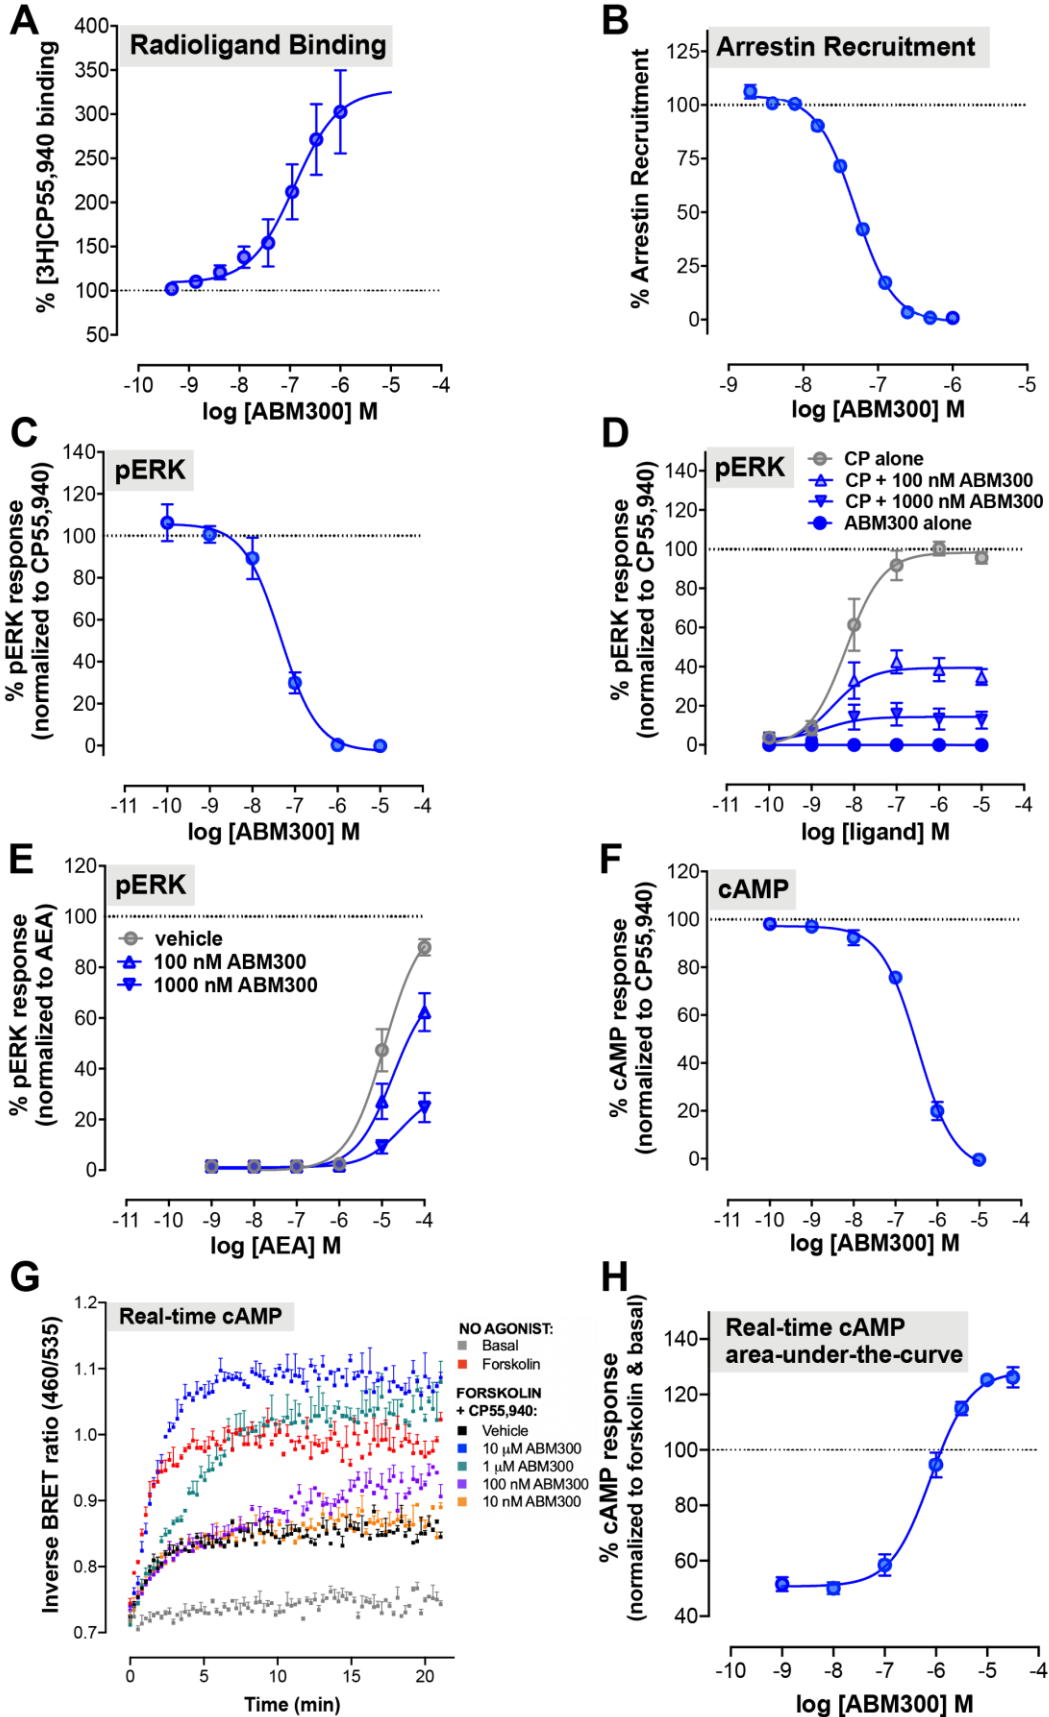 A
Radioligand Binding
% [3H]CP55,940 binding
400
350
300
250
200
150
100
50
-10 -9 -8 -7 -6 -5 -4
log [ABM300] M
B
Arrestin Recruitment
% Arrestin Recruitment
125
100
75
50
25
0
-9 -8 -7 -6 -5
log [ABM300] M
C
pERK
% pERK response
(normalized to CP55,940)
140
120
100
80
60
40
20
0
-11 -10 -9 -8 -7 -6 -5 -4
log [ABM300] M
D
pERK
CP alone
CP + 100 nM ABM300
CP + 1000 nM ABM300
ABM300 alone
% pERK response
(normalized to CP55,940)
140
120
100
80
60
40
20
0
-11 -10 -9 -8 -7 -6 -5 -4
log [ligand] M
E
pERK
vehicle
100 nM ABM300
1000 nM ABM300
% pERK response
(normalized to AEA)
120
100
80
60
40
20
0
-11 -10 -9 -8 -7 -6 -5 -4
log [AEA] M
F
cAMP
% cAMP response
(normalized to CP55,940)
120
100
80
60
40
20
0
-11 -10 -9 -8 -7 -6 -5 -4
log [ABM300] M
G
Real-time cAMP
Inverse BRET ratio (460/535)
1.2
1.1
1.0
0.9
0.8
0.7
0 5 10 15 20
Time (min)
NO AGONIST:
Basal
Forskolin
FORSKOLIN
+ CP55,940:
Vehicle
10 μM ABM300
1 μM ABM300
100 nM ABM300
10 nM ABM300
H
Real-time cAMP
area-under-the-curve
% cAMP response
(normalized to forskolin & basal)
140
120
100
80
60
40
-10 -9 -8 -7 -6 -5 -4
log [ABM300] M